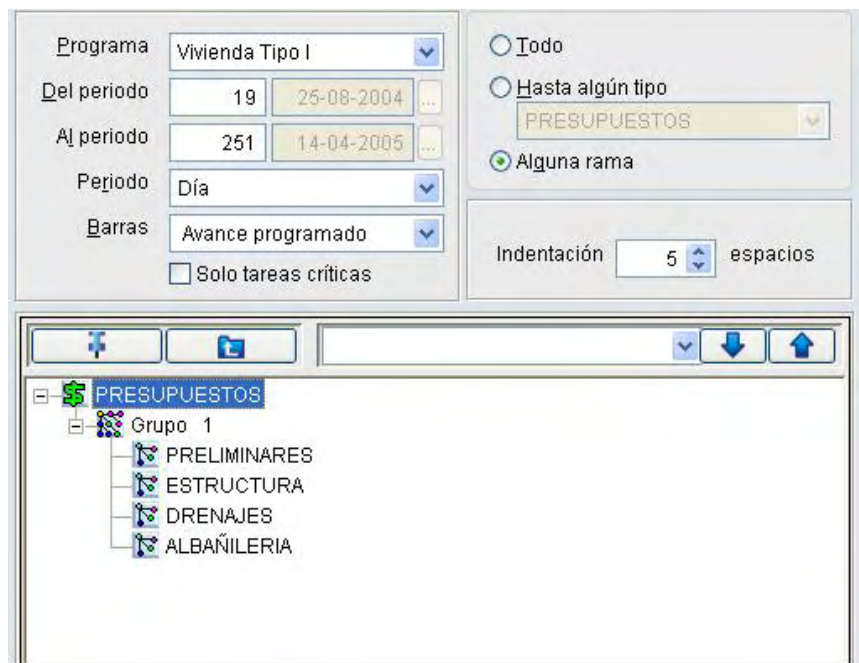 Programa Vivienda Tipo I
Del periodo 19 25-08-2004 ...
Al periodo 251 14-04-2005 ...
Periodo Día
Barras Avance programado
Solo tareas críticas
Todo
Hasta algún tipo
PRESUPUESTOS
Alguna rama
Indentación 5 espacios
PRESUPUESTOS
Grupo 1
PRELIMINARES
ESTRUCTURA
DRENAJES
ALBAÑILERIA